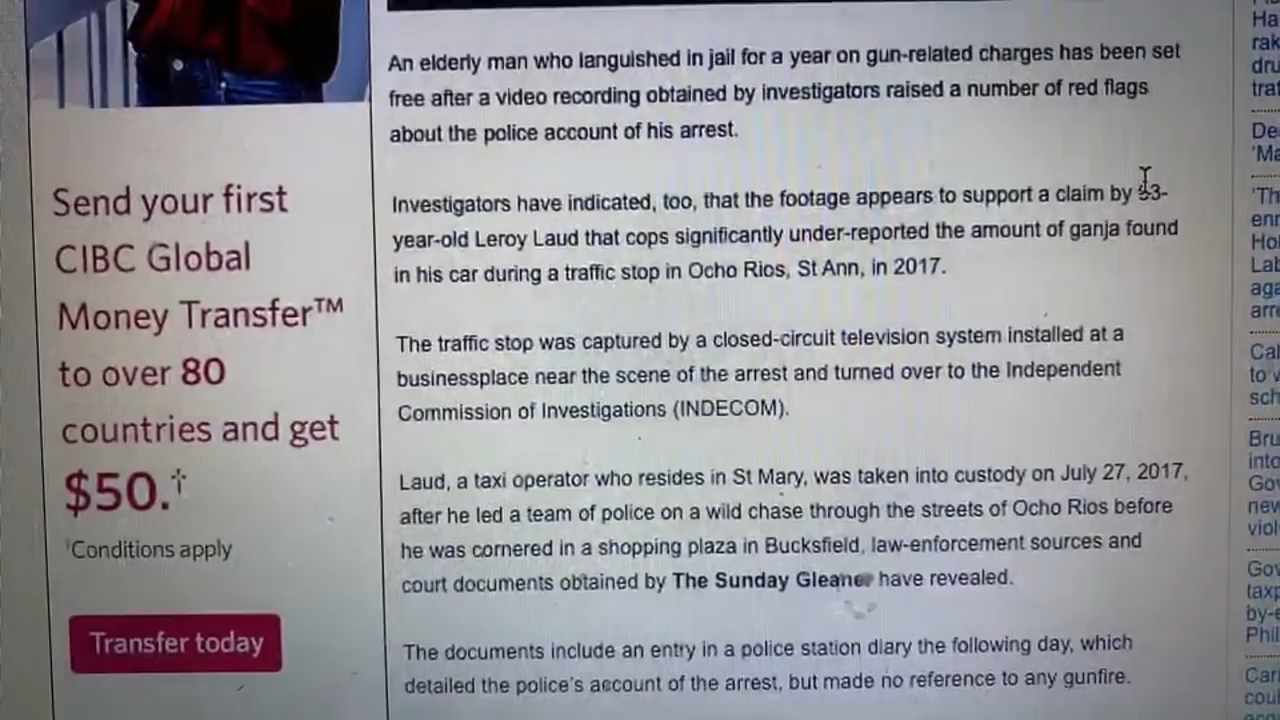 An elderly man who languished in jail for a year on gun-related charges has been set
free after a video recording obtained by investigators raised a number of red flags
about the police account of his arrest.
Investigators have indicated, too, that the footage appears to support a claim by
year-old Leroy Laud that cops significantly under-reported the amount of ganja found
in his car during a traffic stop in Ocho Rios, St Ann, in 2017.
The traffic stop was captured by a closed-circuit television system installed at a
businessplace near the scene of the arrest and turned over to the Independent
Commission of Investigations (INDECOM).
Laud, a taxi operator who resides in St Mary, was taken into custody on July 27, 2017,
after he led a team of police on a wild chase through the streets of Ocho Rios before
he was cornered in a shopping plaza in Bucksfield, law-enforcement sources and
court documents obtained by The Sunday Gleaner have revealed.
The documents include an entry in a police station diary the following day, which
detailed the police's account of the arrest, but made no reference to any gunfire.
Send your first
CIBC Global
Money Transfer™
to over 80
countries and get
$50.†
†Conditions apply
Transfer today